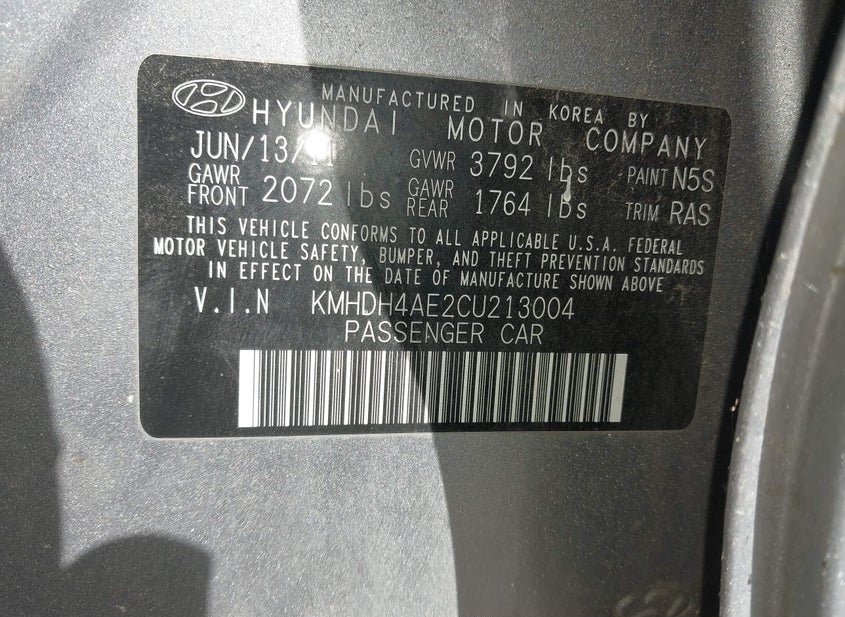 MANUFACTURED IN KOREA BY
HYUNDAI MOTOR COMPANY
JUN/13/11 GVWR 3792 lbs PAINT N5S
GAWR FRONT 2072 lbs GAWR REAR 1764 lbs TRIM RAS
THIS VEHICLE CONFORMS TO ALL APPLICABLE U.S.A. FEDERAL
MOTOR VEHICLE SAFETY, BUMPER, AND THEFT PREVENTION STANDARDS
IN EFFECT ON THE DATE OF MANUFACTURE SHOWN ABOVE
V.I.N KMHDH4AE2CU213004
PASSENGER CAR